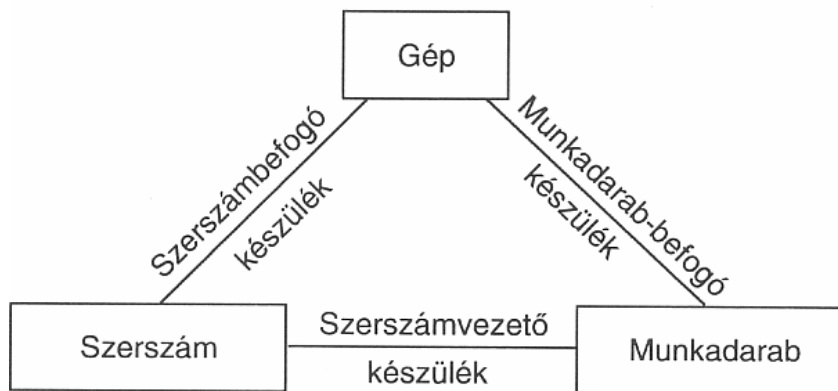 Gép
Szerszámbefogó
készülék
Munkadarab-befogó
készülék
Szerszám
Szerszámvezető
készülék
Munkadarab